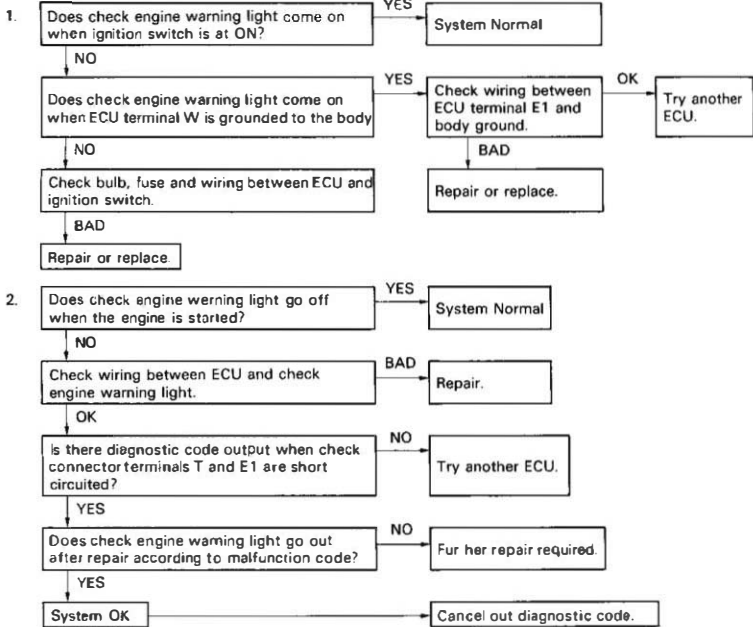 1.
Does check engine warning light come on
when ignition switch is at ON?
YES
System Normal
NO
Does check engine warning light come on
when ECU terminal W is grounded to the body
YES
Check wiring between
ECU terminal E1 and
body ground.
OK
Try another
ECU.
NO
BAD
Check bulb, fuse and wiring between ECU and
ignition switch.
Repair or replace.
BAD
Repair or replace
2.
Does check engine werning light go off
when the engine is started?
YES
System Normal
NO
Check wiring between ECU and check
engine warning light.
BAD
Repair.
OK
Is there diagnostic code output when check
connector terminals T and E1 are short
circuited?
NO
Try another ECU.
YES
Does check engine warning light go out
after repair according to malfunction code?
NO
Fur her repair required.
YES
System OK
Cancel out diagnostic code.